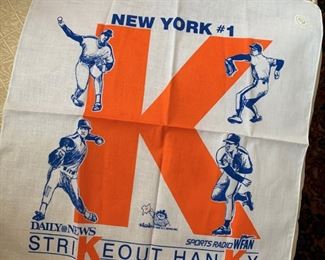 NEW YORK #1
K
DAILY NEWS
SPORTS RADIO WFAN
STRIKEOUT HANKY